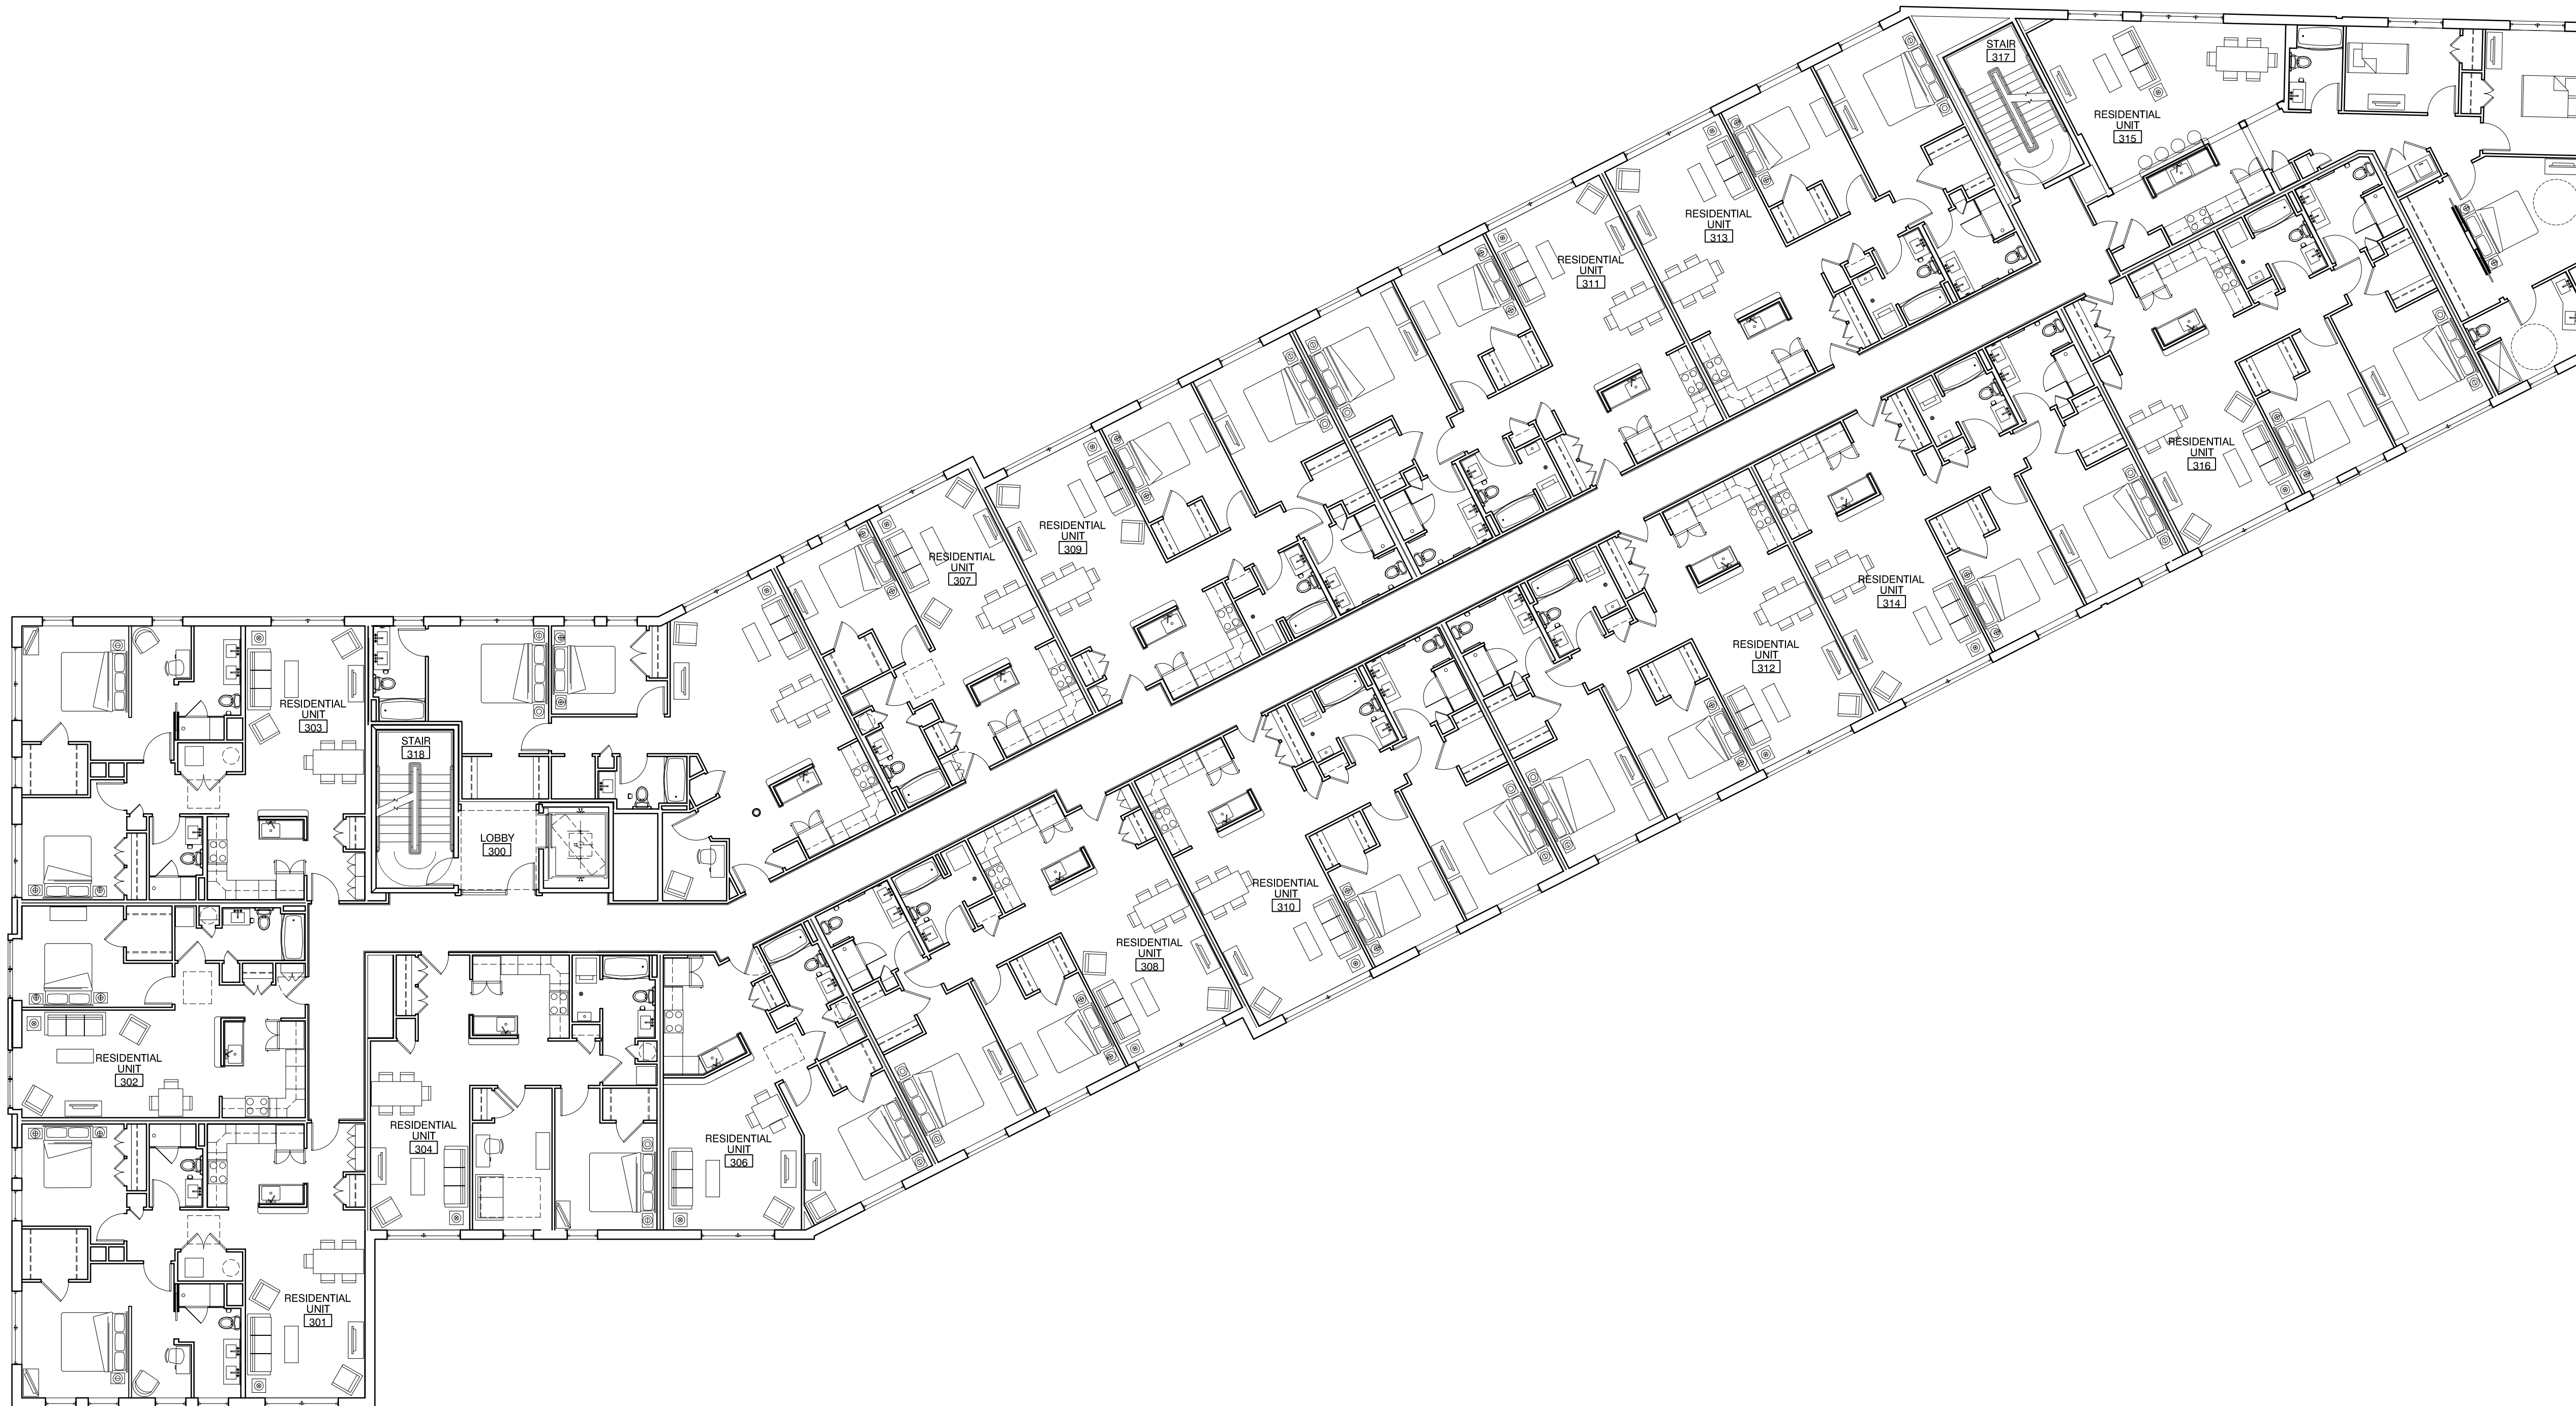 STAIR
317
RESIDENTIAL
UNIT
315
RESIDENTIAL
UNIT
313
RESIDENTIAL
UNIT
311
RESIDENTIAL
UNIT
316
RESIDENTIAL
UNIT
309
RESIDENTIAL
UNIT
307
RESIDENTIAL
UNIT
314
RESIDENTIAL
UNIT
312
RESIDENTIAL
UNIT
303
STAIR
318
LOBBY
300
RESIDENTIAL
UNIT
310
RESIDENTIAL
UNIT
308
RESIDENTIAL
UNIT
302
RESIDENTIAL
UNIT
304
RESIDENTIAL
UNIT
306
RESIDENTIAL
UNIT
301